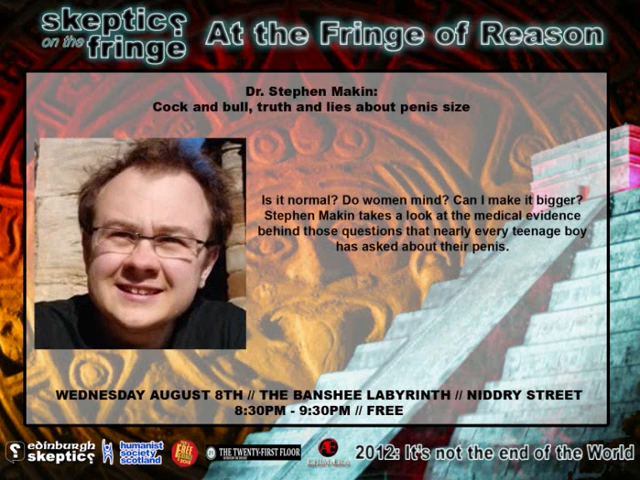 skeptics
on the fringe
At the Fringe of Reason
Dr. Stephen Makin:
Cock and bull, truth and lies about penis size
Is it normal? Do women mind? Can I make it bigger?
Stephen Makin takes a look at the medical evidence
behind those questions that nearly every teenage boy
has asked about their penis.
WEDNESDAY AUGUST 8TH // THE BANSHEE LABYRINTH // NIDDRY STREET
8:30PM - 9:30PM // FREE
edinburgh
skeptics
humanist
society
scotland
FREE
THE TWENTY-FIRST FLOOR
2012: It's not the end of the World